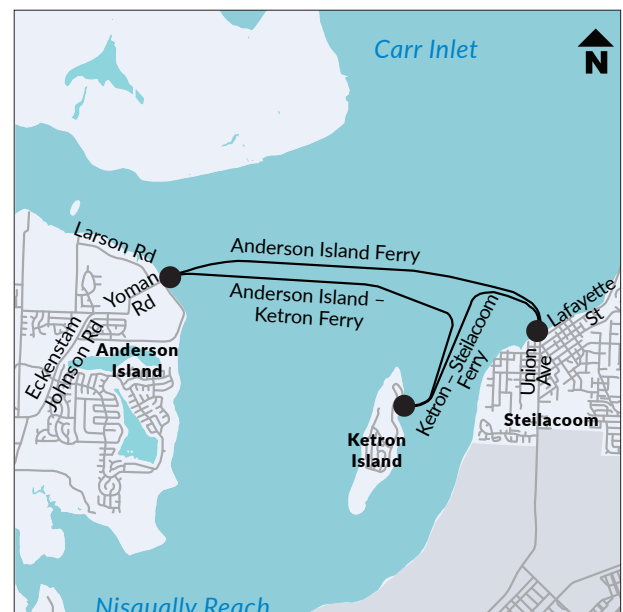 Carr Inlet
N
Larson Rd
Anderson Island Ferry
Yoman
Rd
Anderson Island –
Ketron Ferry
Lafayette
St
Ketron – Steilacoom
Ferry
Union
Ave
Eckenstam
Johnson Rd
Anderson
Island
Steilacoom
Ketron
Island
Nisqually Reach